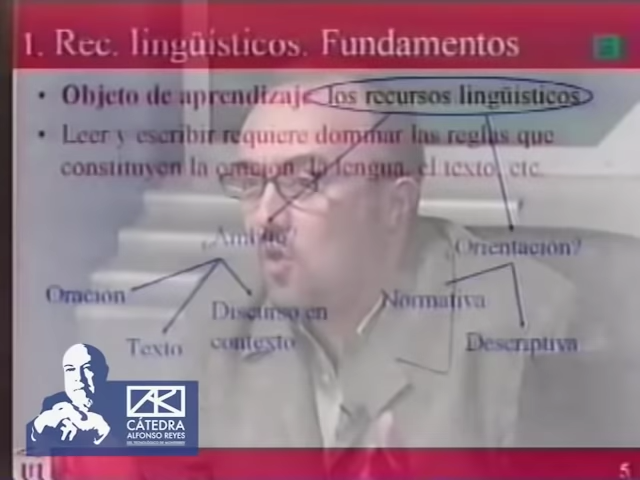 1. Rec. lingüísticos. Fundamentos
• Objeto de aprendizaje los recursos lingüísticos
• Leer y escribir requiere dominar las reglas que
constituyen la oración, la lengua, el texto, etc.
¿Ámbito?
¿Orientación?
Oración
Texto
Discurso en
contexto
Normativa
Descriptiva
CÁTEDRA
ALFONSO REYES
5